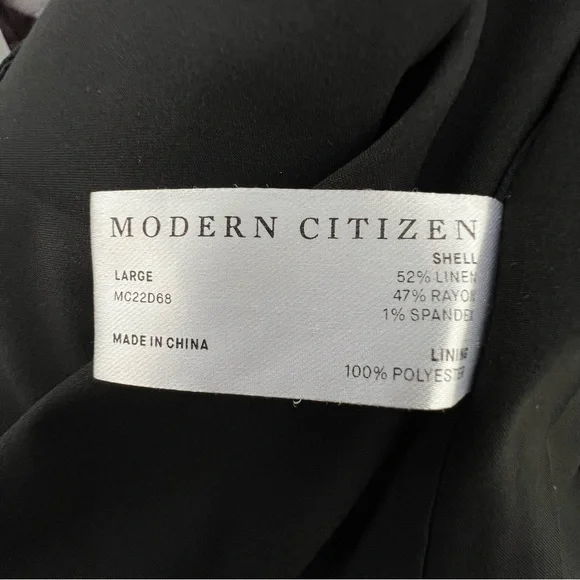 MODERN CITIZEN
LARGE
MC22D68
MADE IN CHINA
SHELL
52% LINEN
47% RAYON
1% SPANDEX
LINING
100% POLYESTER